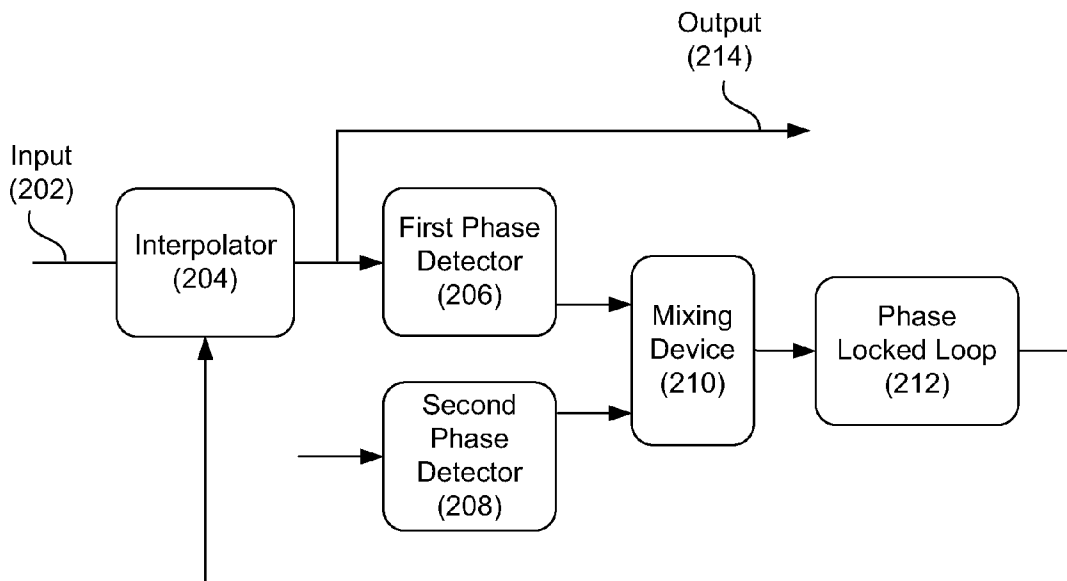 Output
(214)
Input
(202)
Interpolator
(204)
First Phase
Detector
(206)
Mixing
Device
(210)
Phase
Locked Loop
(212)
Second
Phase
Detector
(208)